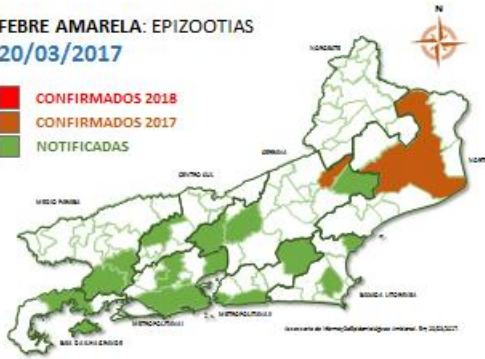 FEBRE AMARELA: EPIZOOTIAS
20/03/2017
N
NOROESTE
CONFIRMADOS 2018
CONFIRMADOS 2017
NOTIFICADAS
SERRANA
NORTE
CENTRO SUL
MEDIO PARAIBA
BAIXADA LITORANEA
METROPOLITANA I
METROPOLITANA II
BAIA DA ILHA GRANDE